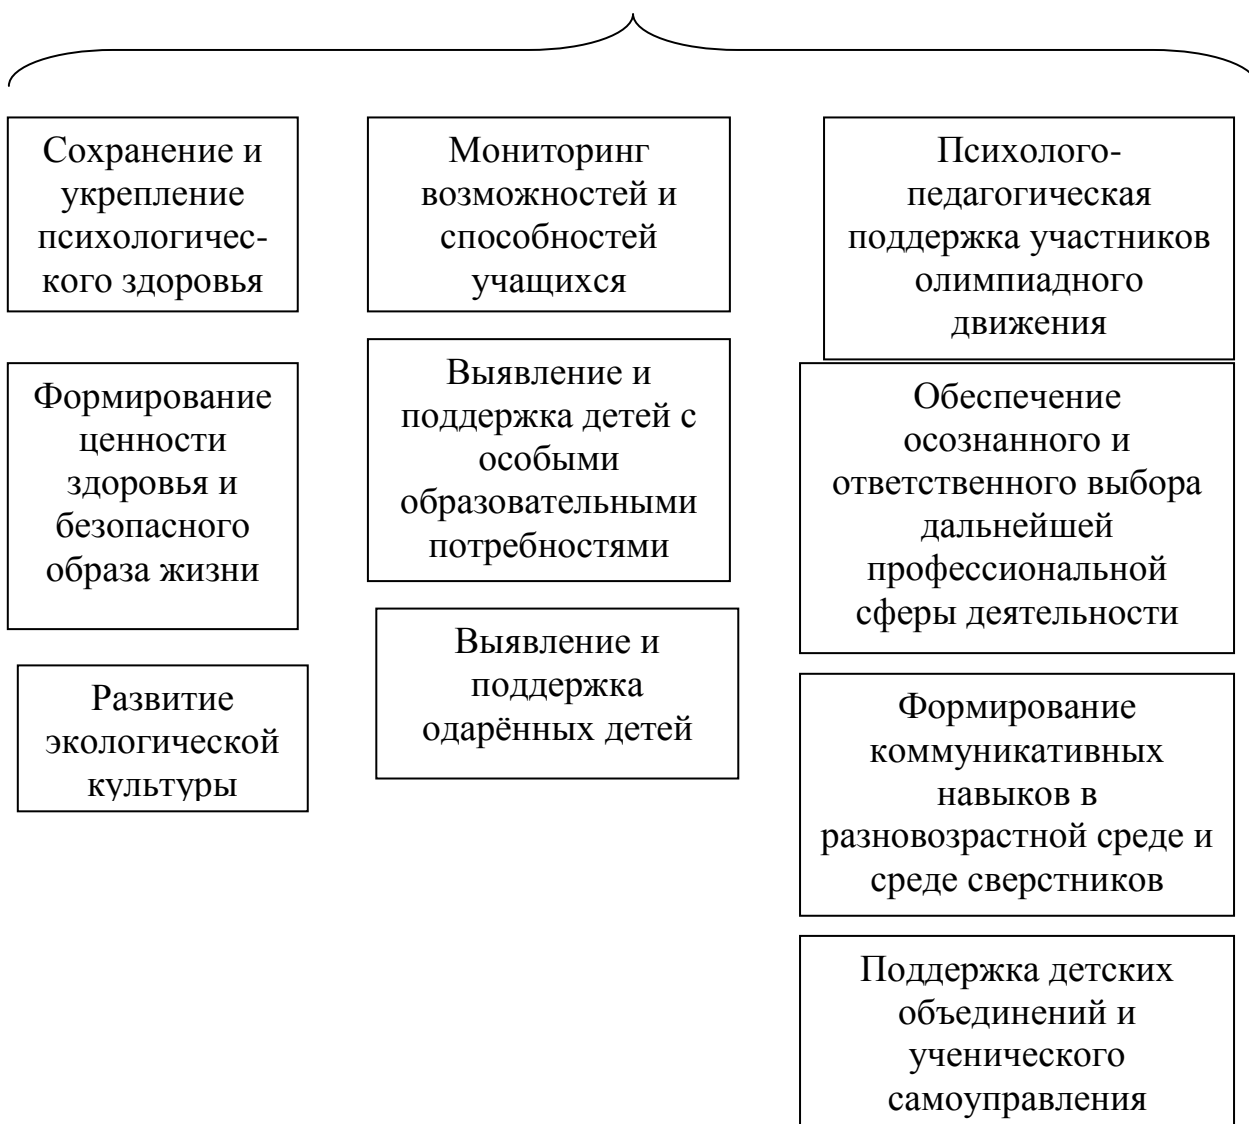 Сохранение и
укрепление
психологичес-
кого здоровья
Формирование
ценности
здоровья и
безопасного
образа жизни
Развитие
экологической
культуры
Мониторинг
возможностей и
способностей
учащихся
Выявление и
поддержка детей с
особыми
образовательными
потребностями
Выявление и
поддержка
одарённых детей
Психолого-
педагогическая
поддержка участников
олимпиадного
движения
Обеспечение
осознанного и
ответственного выбора
дальнейшей
профессиональной
сферы деятельности
Формирование
коммуникативных
навыков в
разновозрастной среде и
среде сверстников
Поддержка детских
объединений и
ученического
самоуправления